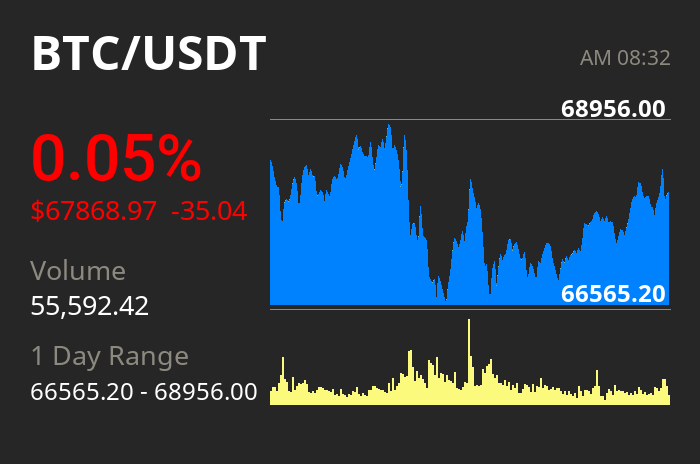 BTC/USDT
AM 08:32
68956.00
0.05%
$67868.97 -35.04
Volume
55,592.42
66565.20
1 Day Range
66565.20 - 68956.00